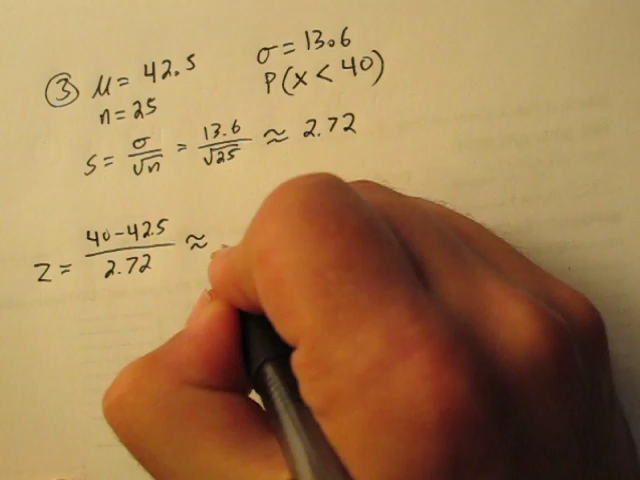 ③ μ = 42.5 σ = 13.6
n = 25 P(x < 40)
s = σ/√n = 13.6/√25 ≈ 2.72
z = 40-42.5/2.72 ≈